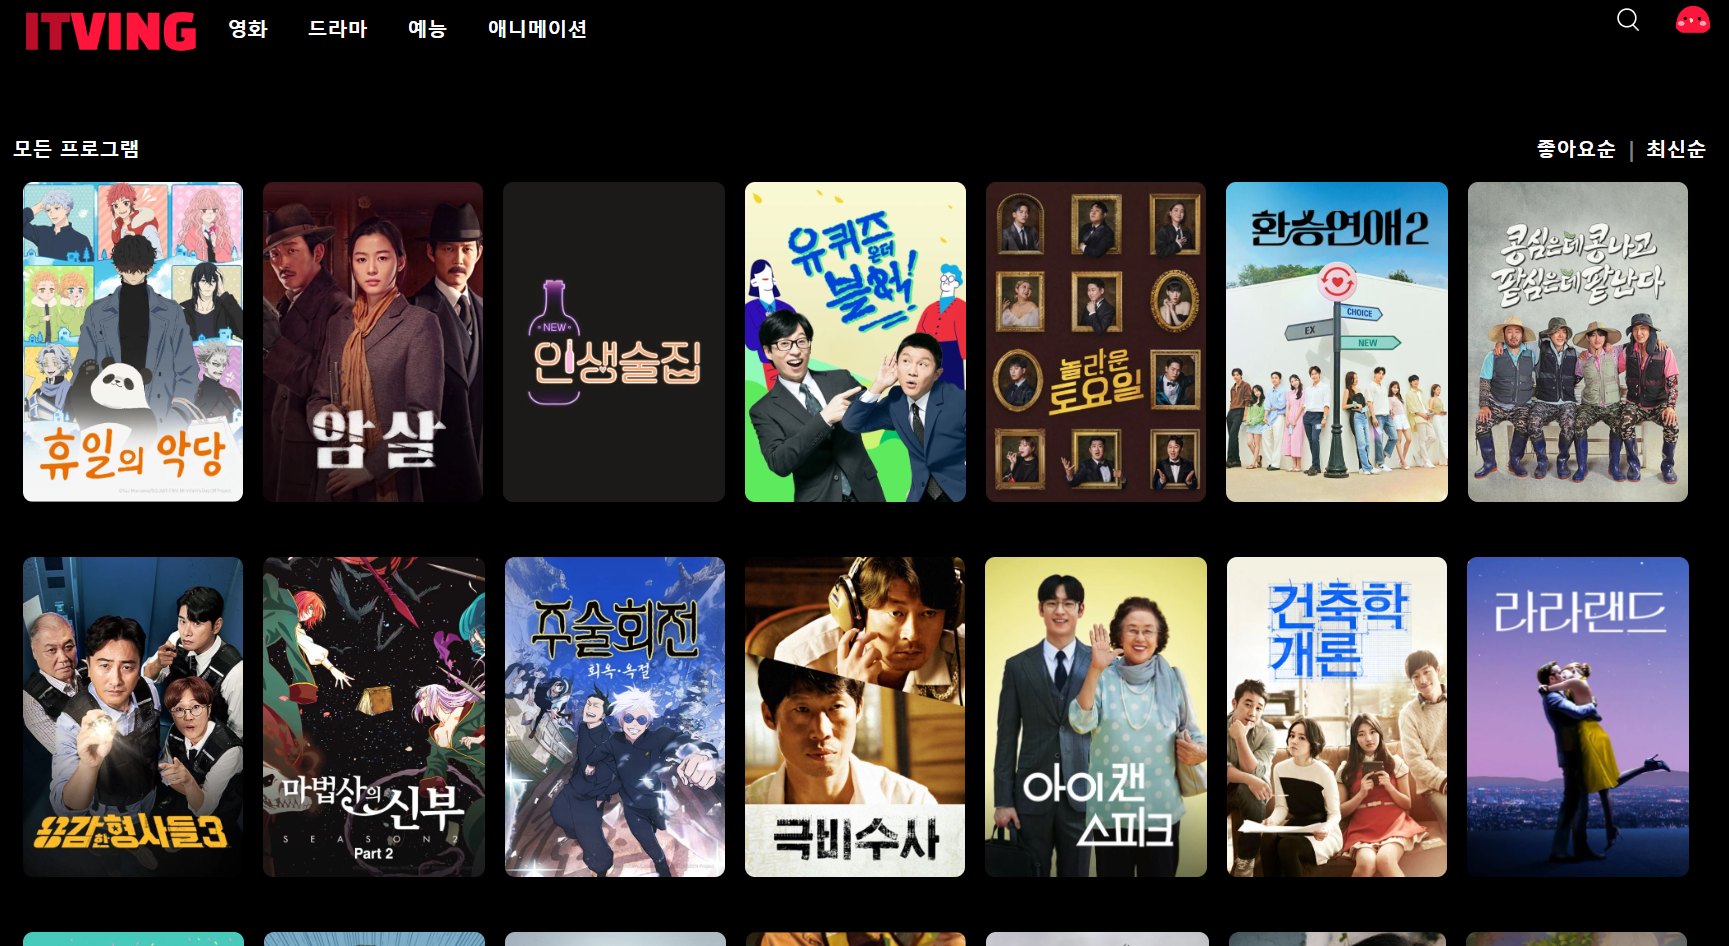 ITVING 영화 드라마 예능 애니메이션
모든 프로그램 좋아요순 | 최신순
휴일의 악당
암살
NEW
인생술집
유퀴즈
온더
블럭!
놀라운
토요일
환승연애2
CHOICE
EX
NEW
콩심은데콩나고
팥심은데팥난다
용감한형사들3
마법사의
신부
SEASON2
Part 2
주술회전
회옥·옥절
극비수사
아이 캔
스피크
건축학
개론
라라랜드